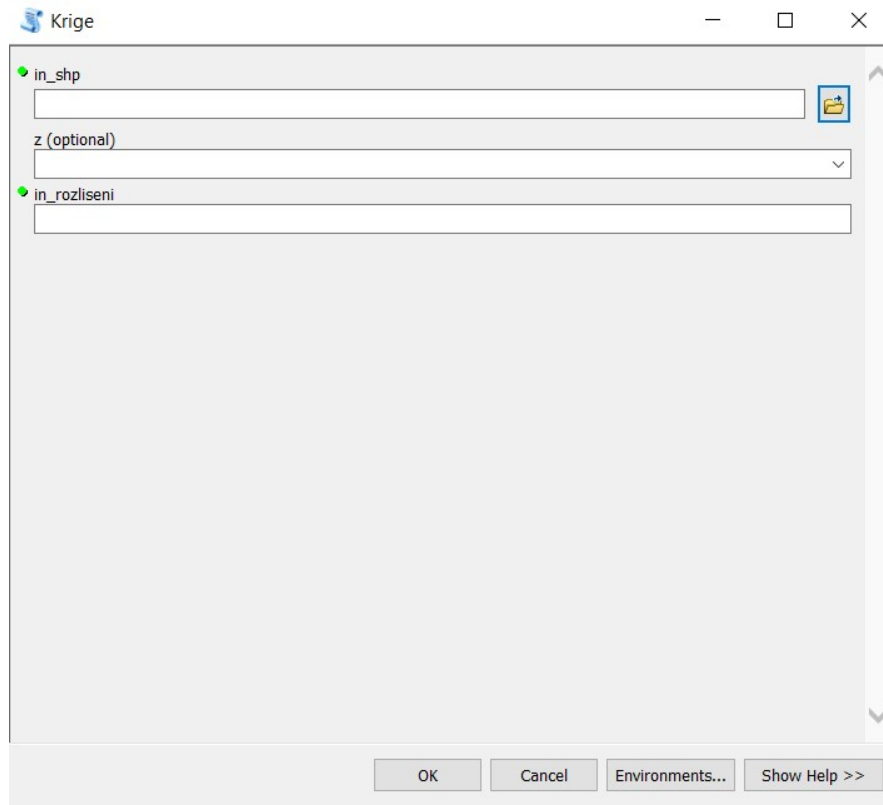 Krige
in_shp
z (optional)
in_rozliseni
OK Cancel Environments... Show Help >>